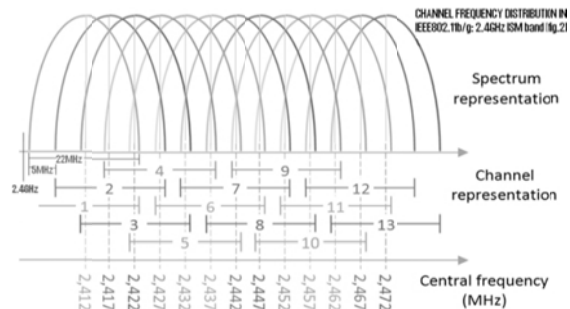 CHANNEL FREQUENCY DISTRIBUTION IN
IEEE802.11b/g: 2.4GHz ISM band (fig.2)
Spectrum
representation
22MHz
5MHz
2.4GHz
4 9
2 7 12
1 6 11
3 8 13
5 10
Channel
representation
2,412
2,417
2,422
2,427
2,432
2,437
2,442
2,447
2,452
2,457
2,462
2,467
2,472
Central frequency
(MHz)